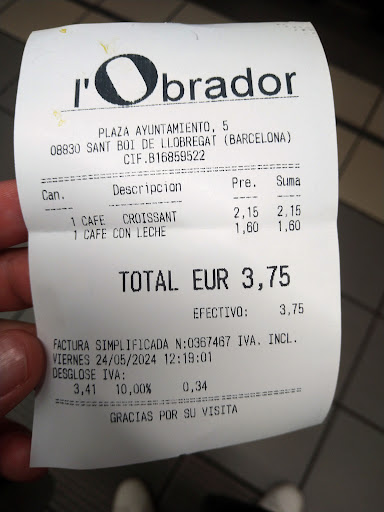 l'Obrador
PLAZA AYUNTAMIENTO, 5
08830 SANT BOI DE LLOBREGAT (BARCELONA)
CIF.B16859522
Can. Descripcion Pre. Suma
1 CAFE CROISSANT 2,15 2,15
1 CAFE CON LECHE 1,60 1,60
TOTAL EUR 3,75
EFECTIVO: 3,75
FACTURA SIMPLIFICADA N:0367467 IVA. INCL.
VIERNES 24/05/2024 12:19:01
DESGLOSE IVA:
3,41 10,00% 0,34
GRACIAS POR SU VISITA